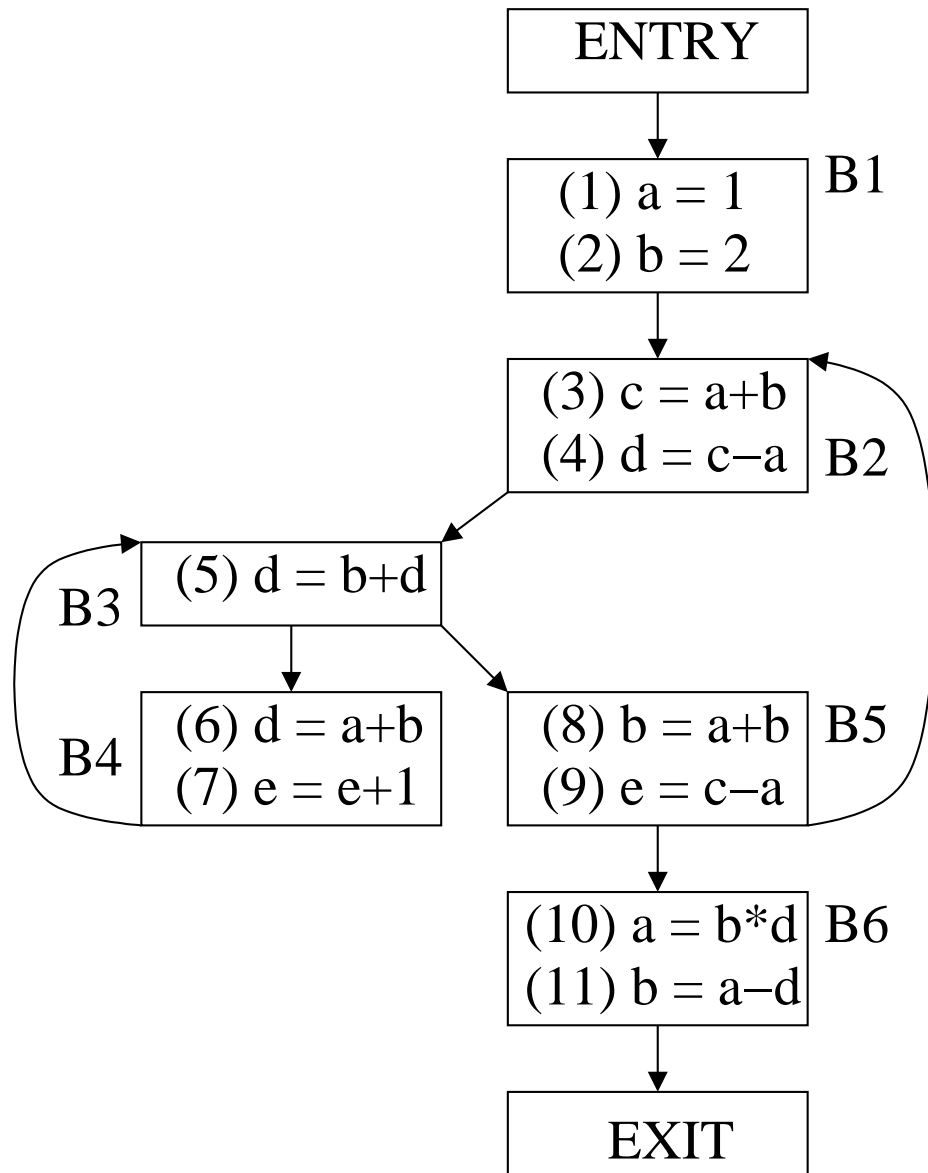 ENTRY
B1
(1) a = 1
(2) b = 2
(3) c = a+b
(4) d = c−a
B2
(5) d = b+d
B3
(6) d = a+b
(7) e = e+1
B4
(8) b = a+b
(9) e = c−a
B5
(10) a = b*d
(11) b = a−d
B6
EXIT